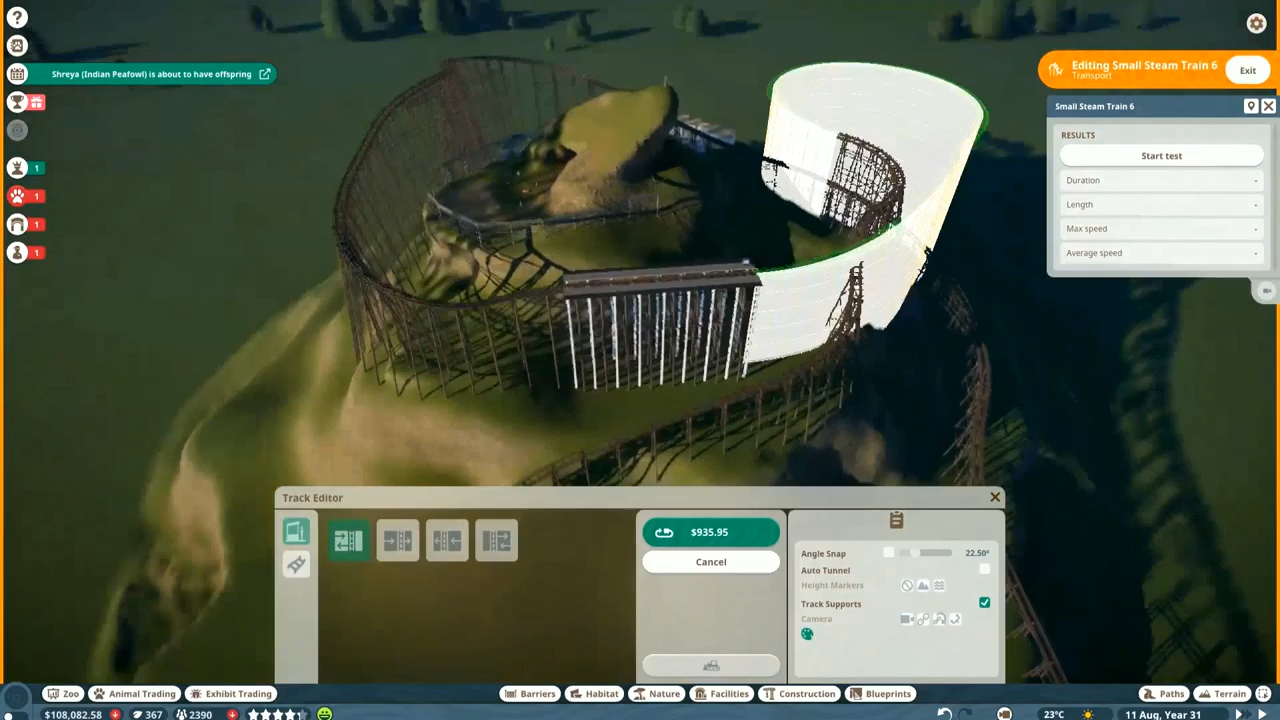 ?
Shreya (Indian Peafowl) is about to have offspring
1
1
1
1
Editing Small Steam Train 6
Transport
Exit
Small Steam Train 6
RESULTS
Start test
Duration -
Length -
Max speed -
Average speed -
Track Editor
$935.95
Cancel
Angle Snap 22.50°
Auto Tunnel
Height Markers
Track Supports
Camera
Zoo Animal Trading Exhibit Trading Barriers Habitat Nature Facilities Construction Blueprints Paths Terrain
$108,082.58 367 2390 23°C 11 Aug, Year 31